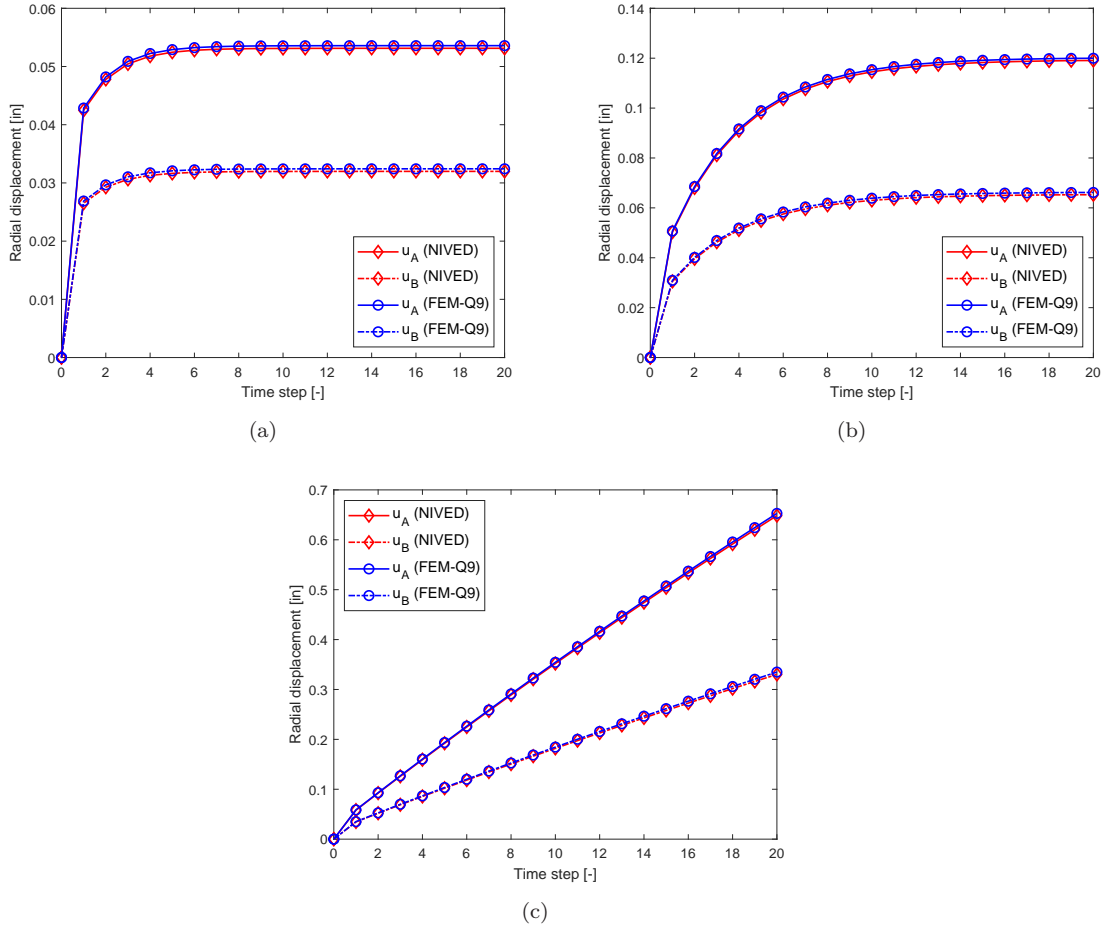 0.06
0.05
0.04
0.03
0.02
0.01
0
Radial displacement [in]
u_A (NIVED)
u_B (NIVED)
u_A (FEM-Q9)
u_B (FEM-Q9)
0 2 4 6 8 10 12 14 16 18 20
Time step [-]
(a)
0.14
0.12
0.1
0.08
0.06
0.04
0.02
0
Radial displacement [in]
u_A (NIVED)
u_B (NIVED)
u_A (FEM-Q9)
u_B (FEM-Q9)
0 2 4 6 8 10 12 14 16 18 20
Time step [-]
(b)
0.7
0.6
0.5
0.4
0.3
0.2
0.1
0
Radial displacement [in]
u_A (NIVED)
u_B (NIVED)
u_A (FEM-Q9)
u_B (FEM-Q9)
0 2 4 6 8 10 12 14 16 18 20
Time step [-]
(c)